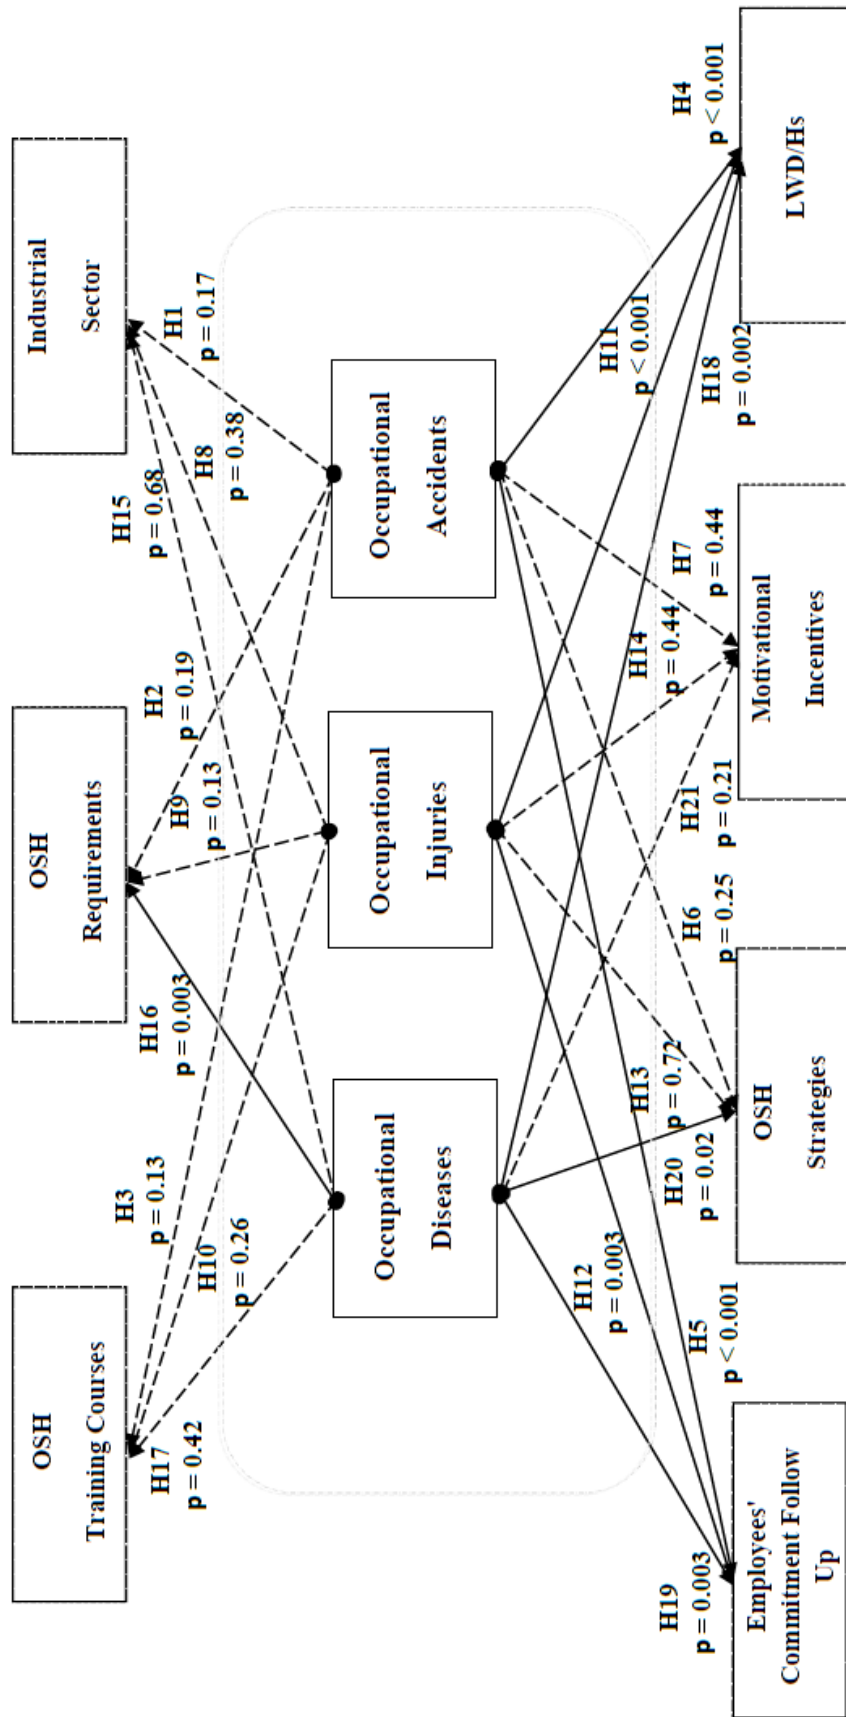 OSH
Training Courses
OSH
Requirements
Industrial
Sector
H17
p = 0.42
H10
p = 0.26
H3
p = 0.13
H16
p = 0.003
H9
p = 0.13
H2
p = 0.19
H15
p = 0.68
H8
p = 0.38
H1
p = 0.17
Occupational
Diseases
Occupational
Injuries
Occupational
Accidents
H19
p = 0.003
H12
p = 0.003
H5
p < 0.001
H20
p = 0.02
H13
p = 0.72
H6
p = 0.25
H21
p = 0.21
H14
p = 0.44
H7
p = 0.44
H18
p = 0.002
H11
p < 0.001
H4
p < 0.001
Employees'
Commitment Follow
Up
OSH
Strategies
Motivational
Incentives
LWD/Hs